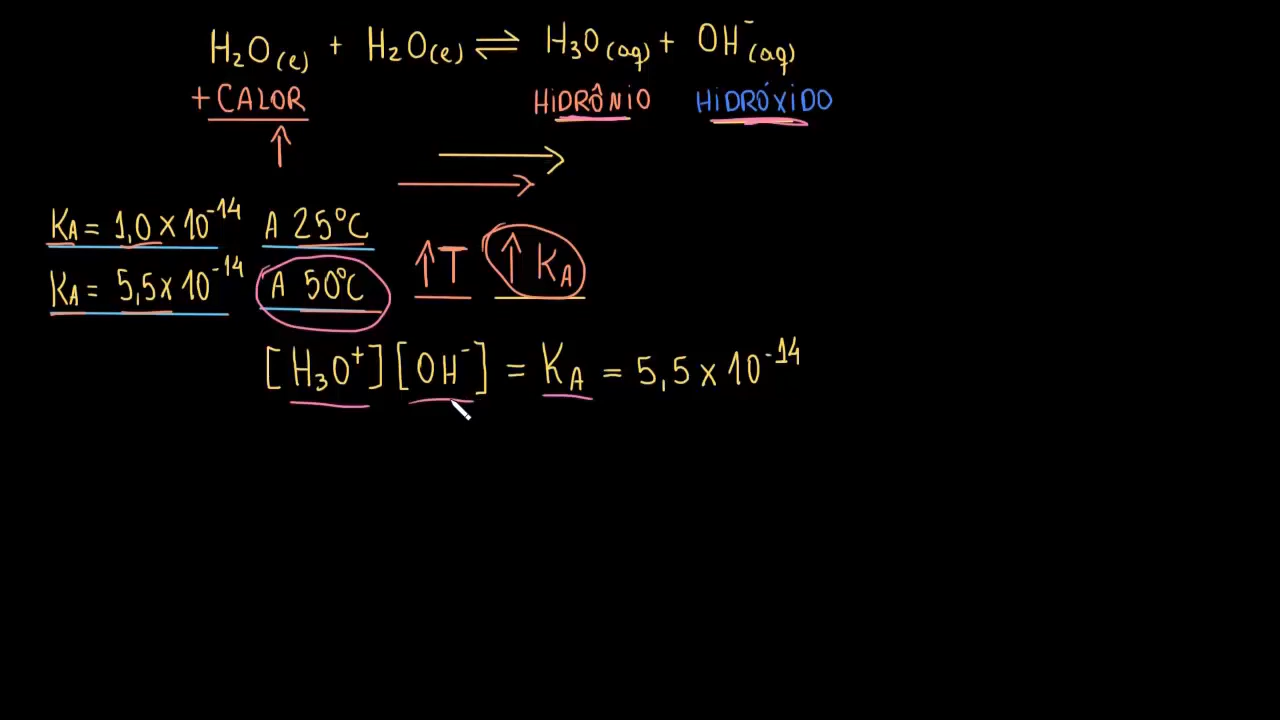 H₂O(ℓ) + H₂O(ℓ) ⇌ H₃O(aq) + OH⁻(aq)
+ CALOR HIDRÔNIO HIDRÓXIDO
↑ → →
KA = 1,0 x 10⁻¹⁴ A 25°C
↑T ↑KA
KA = 5,5 x 10⁻¹⁴ A 50°C
[H₃O⁺][OH⁻] = KA = 5,5 x 10⁻¹⁴